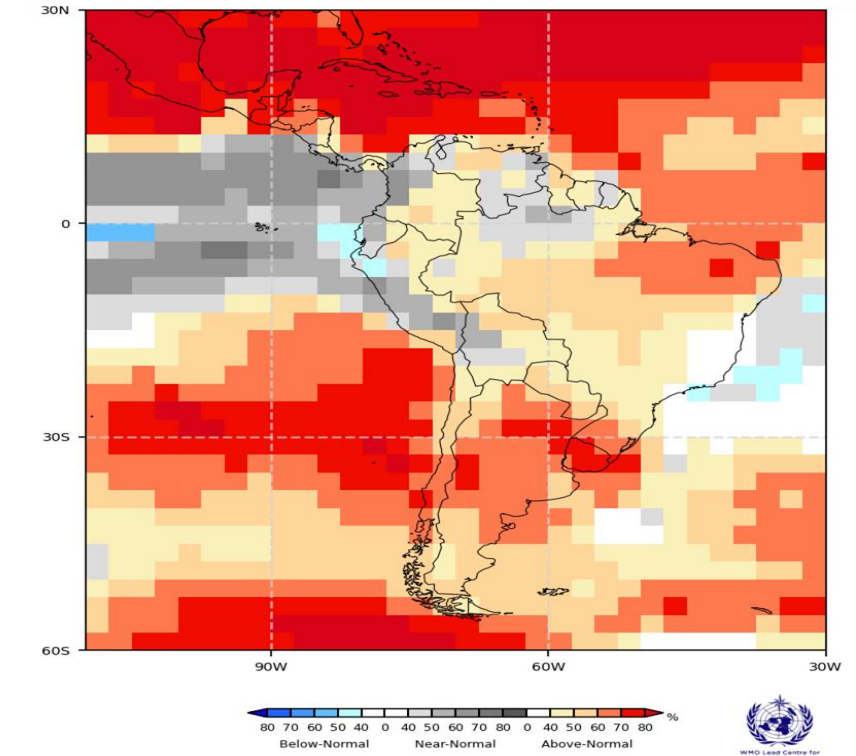 30N
0
30S
60S
90W 60W 30W
80 70 60 50 40 0 40 50 60 70 80 0 40 50 60 70 80 %
Below-Normal Near-Normal Above-Normal
WMO Lead Centre for